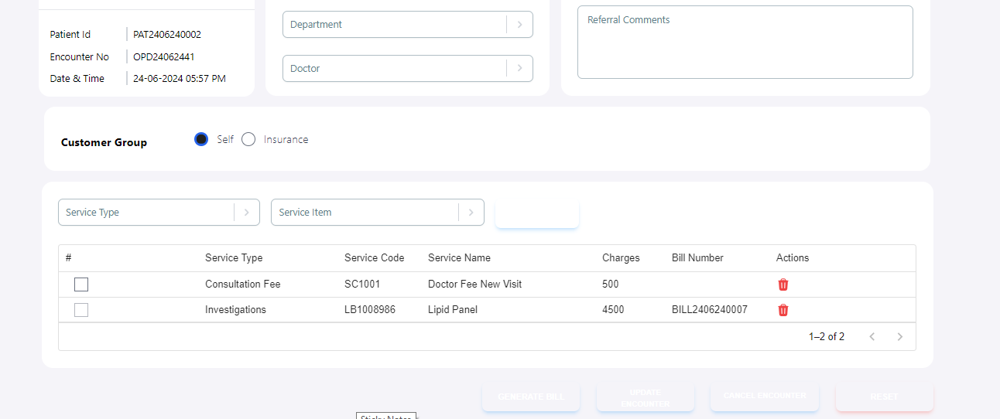 Patient Id PAT2406240002
Encounter No OPD24062441
Date & Time 24-06-2024 05:57 PM
Department
Doctor
Referral Comments
Customer Group Self Insurance
Service Type Service Item
# Service Type Service Code Service Name Charges Bill Number Actions
Consultation Fee SC1001 Doctor Fee New Visit 500
Investigations LB1008986 Lipid Panel 4500 BILL2406240007
1–2 of 2
GENERATE BILL
UPDATE
ENCOUNTER
CANCEL ENCOUNTER
RESET
Sticky Notes